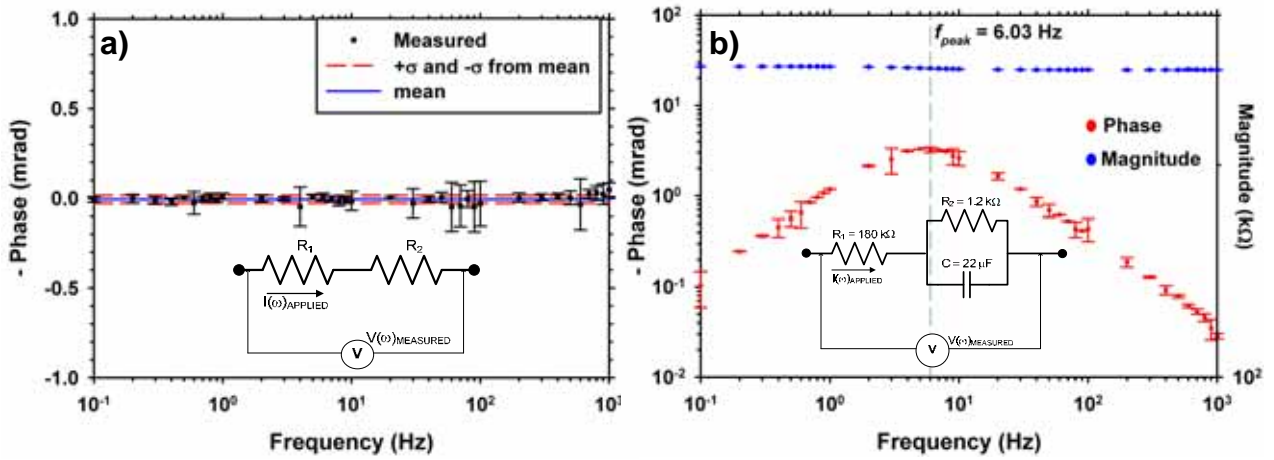 a)
Measured
+σ and -σ from mean
mean
- Phase (mrad)
1.0
0.5
0.0
-0.5
-1.0
R₁
R₂
I(ω)APPLIED
V(ω)MEASURED
V
10⁻¹ 10⁰ 10¹ 10² 10³
Frequency (Hz)
b)
f_peak = 6.03 Hz
Phase
Magnitude
- Phase (mrad)
10²
10¹
10⁰
10⁻¹
10⁻²
Magnitude (kΩ)
10²
R₂ = 1.2 kΩ
R₁ = 180 kΩ
C = 22 μF
I(ω)APPLIED
V(ω)MEASURED
V
10⁻¹ 10⁰ 10¹ 10² 10³
Frequency (Hz)